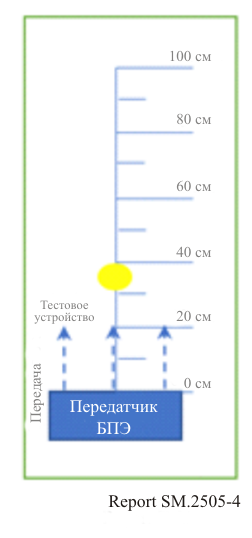 100 см
80 см
60 см
40 см
Тестовое
устройство
20 см
Передача
0 см
Передатчик
БПЭ
Report SM.2505-4